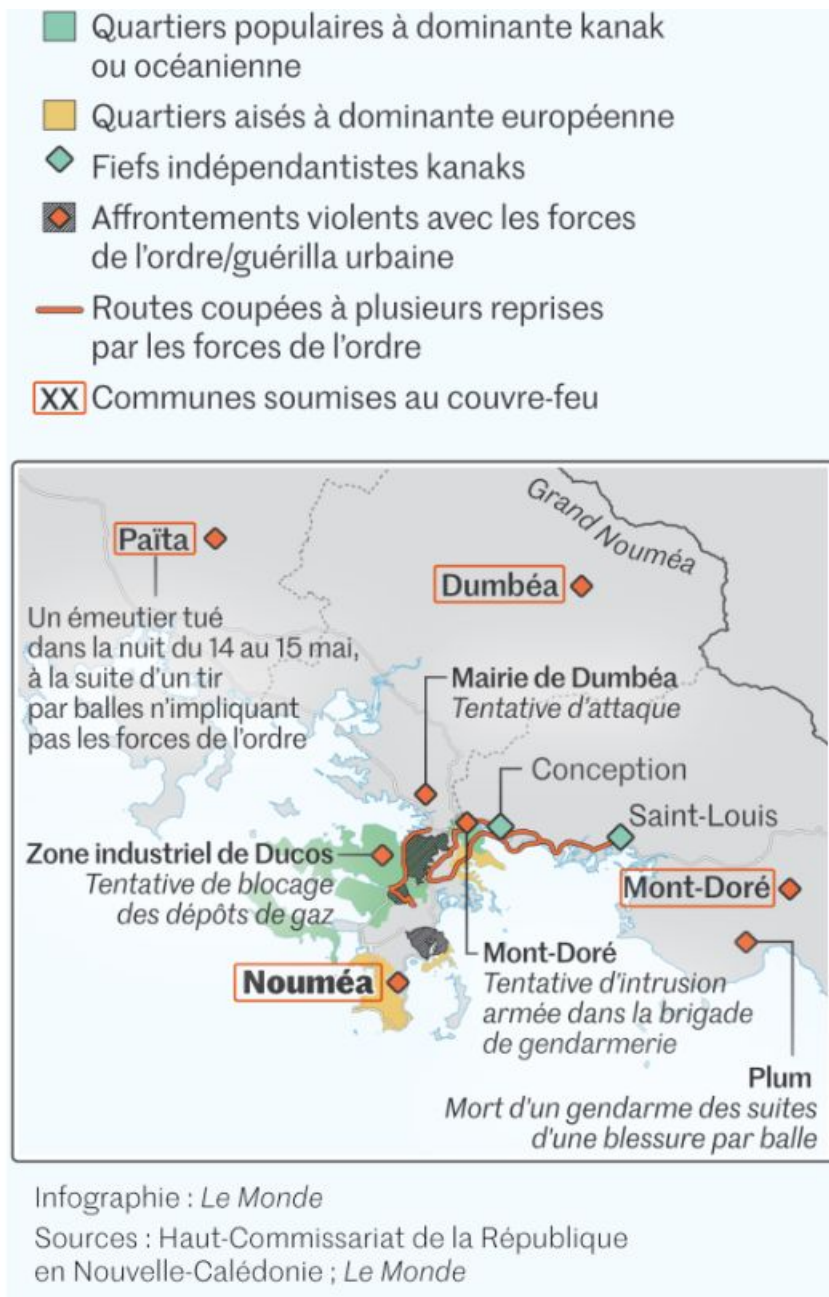 Quartiers populaires à dominante kanak
ou océanienne
Quartiers aisés à dominante européenne
Fiefs indépendantistes kanaks
Affrontements violents avec les forces
de l’ordre/guérilla urbaine
Routes coupées à plusieurs reprises
par les forces de l’ordre
XX Communes soumises au couvre-feu
Grand Nouméa
Païta
Dumbéa
Un émeutier tué
dans la nuit du 14 au 15 mai,
à la suite d’un tir
par balles n’impliquant
pas les forces de l’ordre
Mairie de Dumbéa
Tentative d’attaque
Conception
Saint-Louis
Zone industriel de Ducos
Tentative de blocage
des dépôts de gaz
Mont-Doré
Nouméa
Mont-Doré
Tentative d’intrusion
armée dans la brigade
de gendarmerie
Plum
Mort d’un gendarme des suites
d’une blessure par balle
Infographie : Le Monde
Sources : Haut-Commissariat de la République
en Nouvelle-Calédonie ; Le Monde